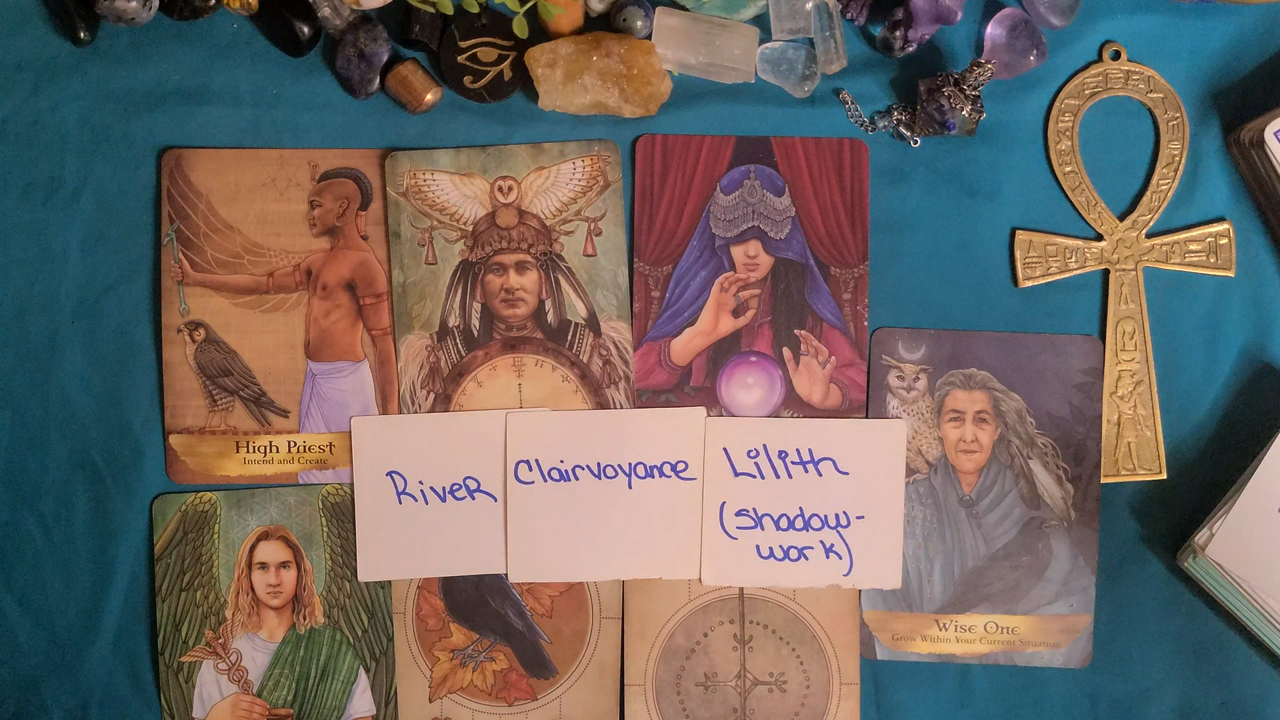 High Priest
Intend and Create
River
Clairvoyance
Lilith
(shadow-
work)
Wise One
Grow Within Your Current Situation